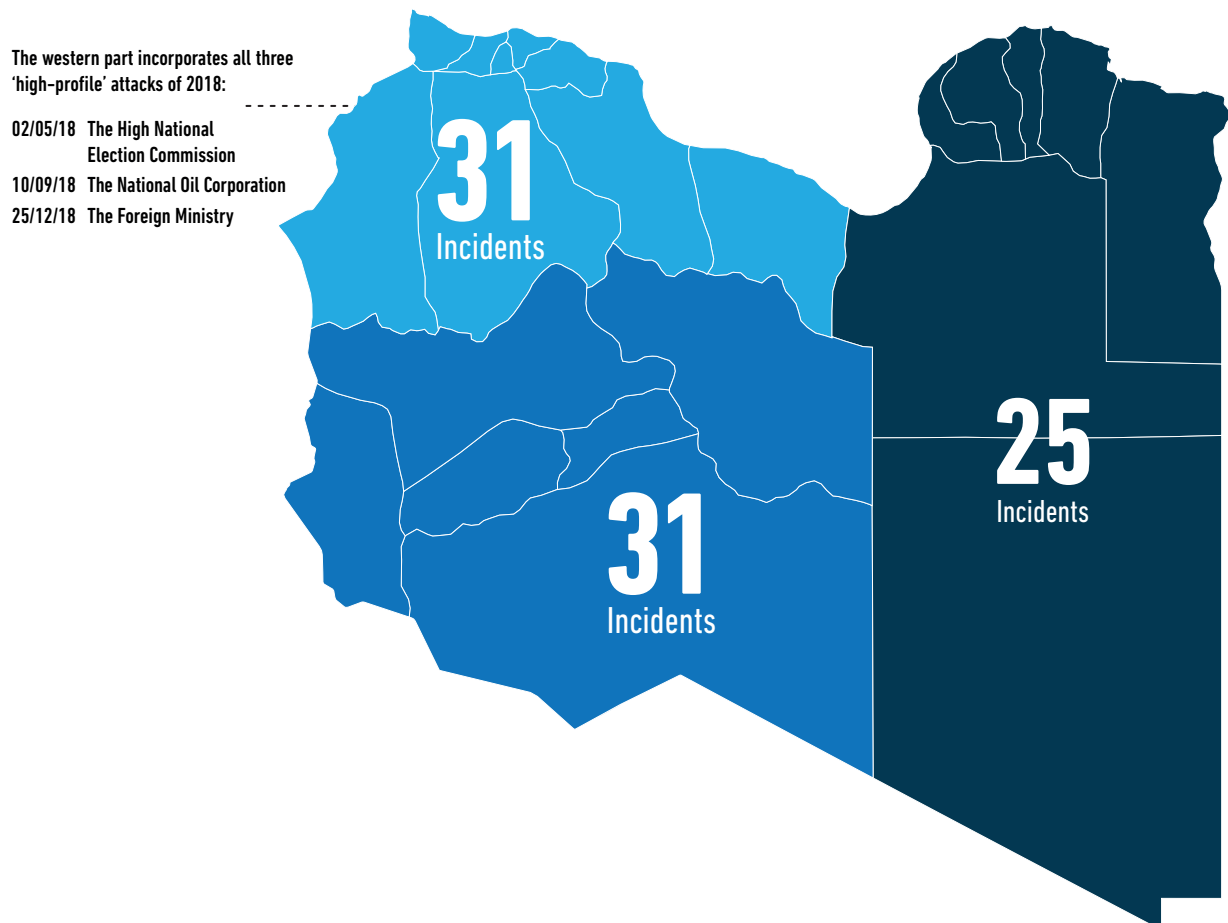 The western part incorporates all three
'high-profile' attacks of 2018:
02/05/18 The High National
Election Commission
10/09/18 The National Oil Corporation
25/12/18 The Foreign Ministry
31
Incidents
25
Incidents
31
Incidents